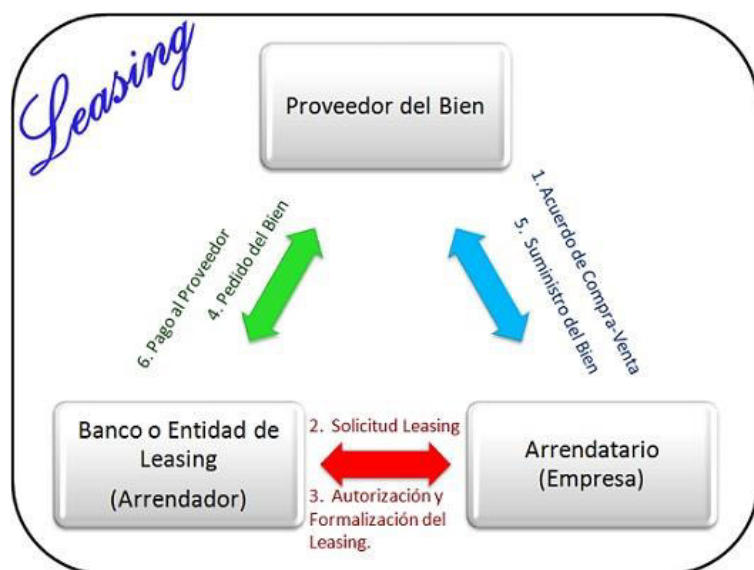 Leasing
Proveedor del Bien
1. Acuerdo de Compra-Venta
5. Suministro del Bien
6. Pago al Proveedor
4. Pedido del Bien
Banco o Entidad de
Leasing
(Arrendador)
2. Solicitud Leasing
3. Autorización y
Formalización del
Leasing.
Arrendatario
(Empresa)